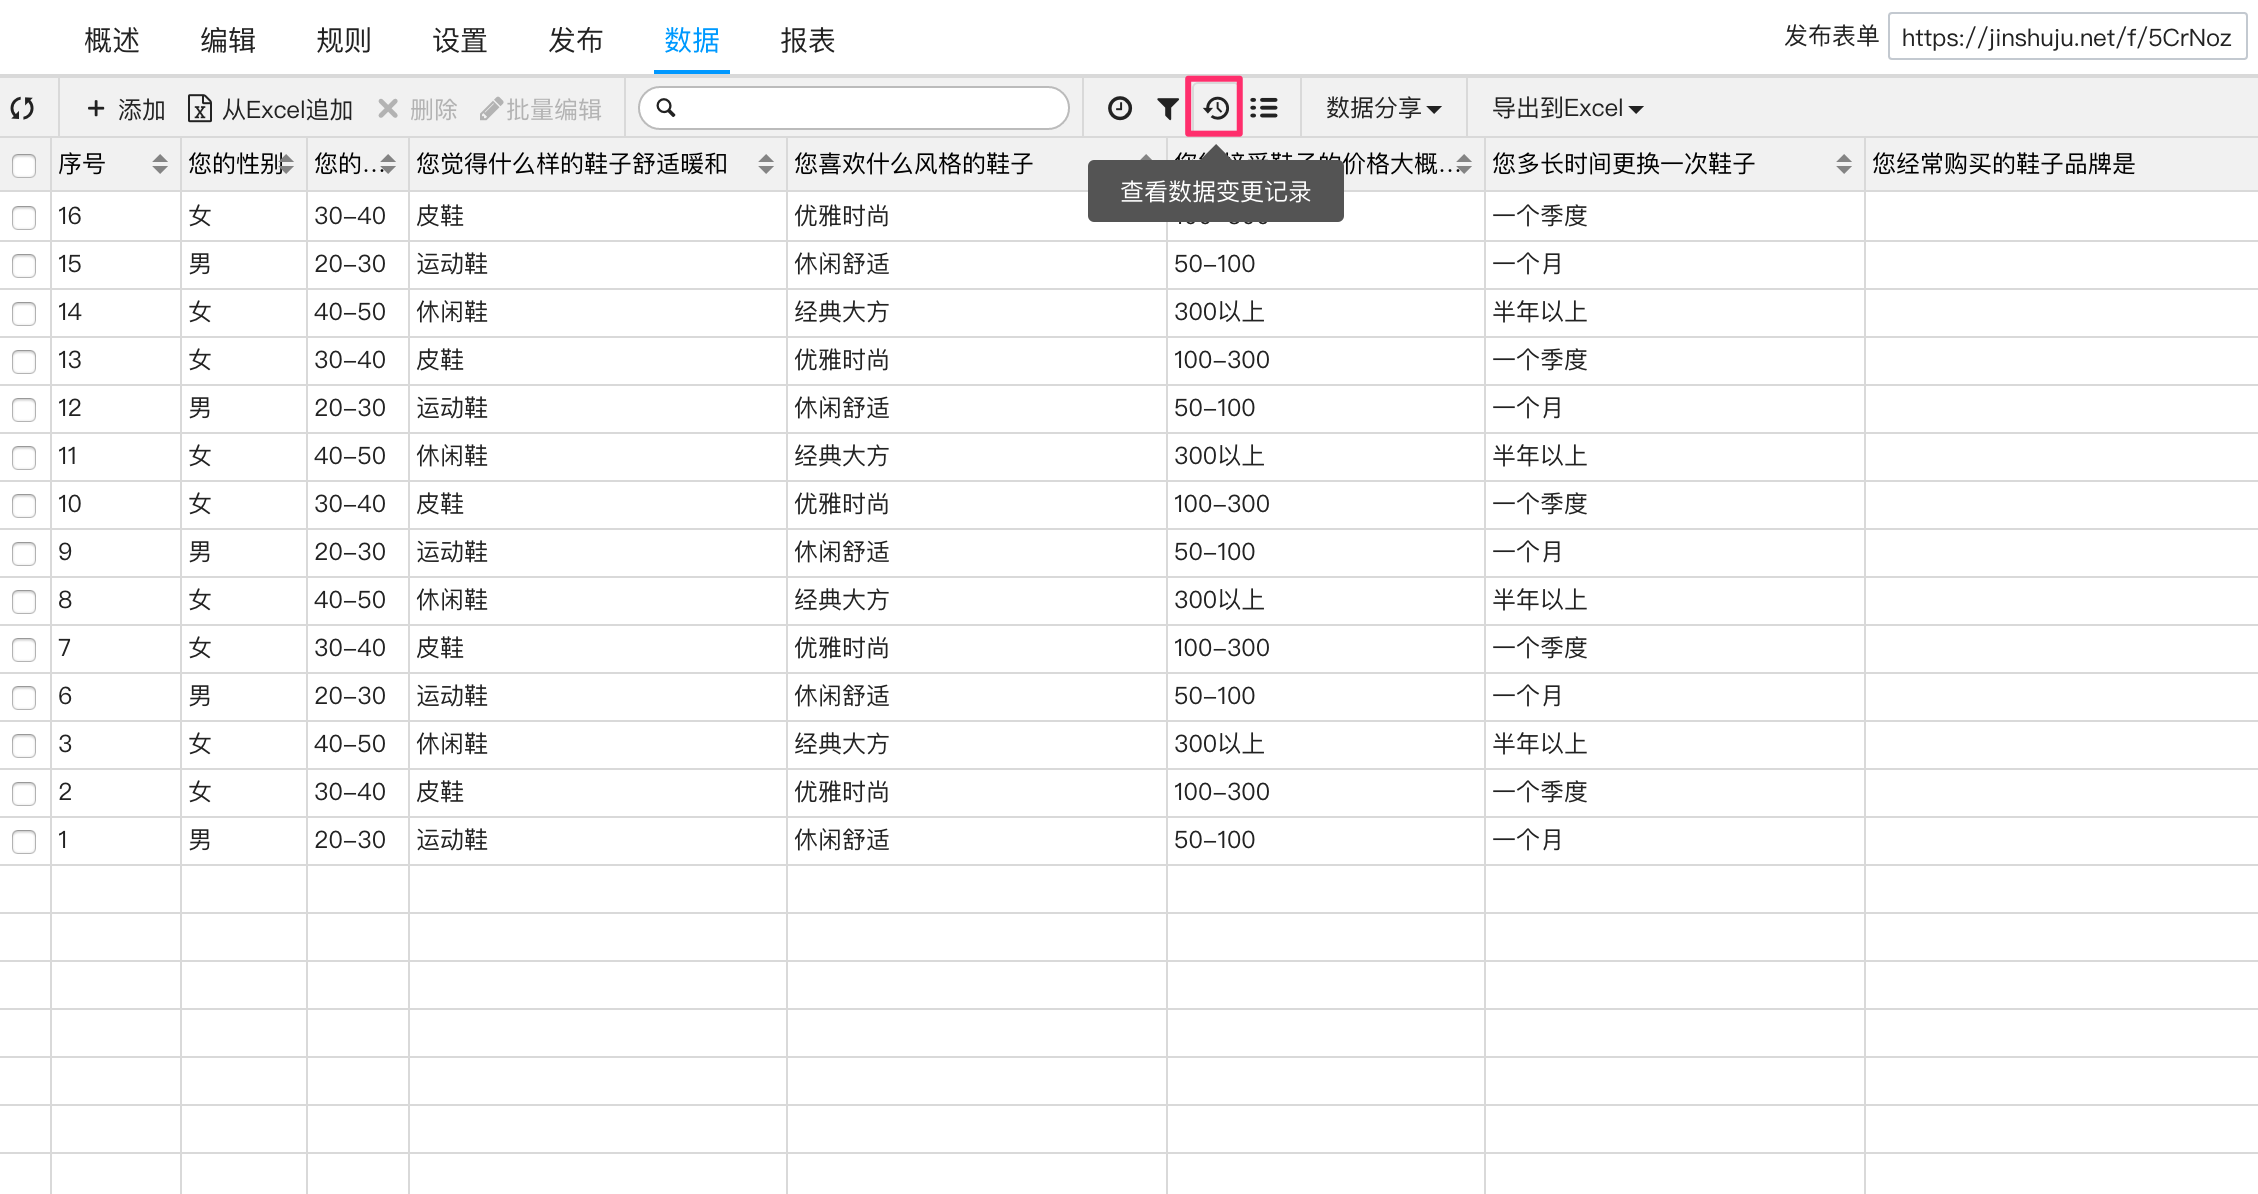 概述 编辑 规则 设置 发布 数据 报表 发布表单 https://jinshuju.net/f/5CrNoz
添加 从Excel追加 删除 批量编辑 数据分享 导出到Excel
序号 您的性别 您的... 您觉得什么样的鞋子舒适暖和 您喜欢什么风格的鞋子 价格大概... 您多长时间更换一次鞋子 您经常购买的鞋子品牌是
查看数据变更记录
16 女 30-40 皮鞋 优雅时尚 一个季度
15 男 20-30 运动鞋 休闲舒适 50-100 一个月
14 女 40-50 休闲鞋 经典大方 300以上 半年以上
13 女 30-40 皮鞋 优雅时尚 100-300 一个季度
12 男 20-30 运动鞋 休闲舒适 50-100 一个月
11 女 40-50 休闲鞋 经典大方 300以上 半年以上
10 女 30-40 皮鞋 优雅时尚 100-300 一个季度
9 男 20-30 运动鞋 休闲舒适 50-100 一个月
8 女 40-50 休闲鞋 经典大方 300以上 半年以上
7 女 30-40 皮鞋 优雅时尚 100-300 一个季度
6 男 20-30 运动鞋 休闲舒适 50-100 一个月
3 女 40-50 休闲鞋 经典大方 300以上 半年以上
2 女 30-40 皮鞋 优雅时尚 100-300 一个季度
1 男 20-30 运动鞋 休闲舒适 50-100 一个月